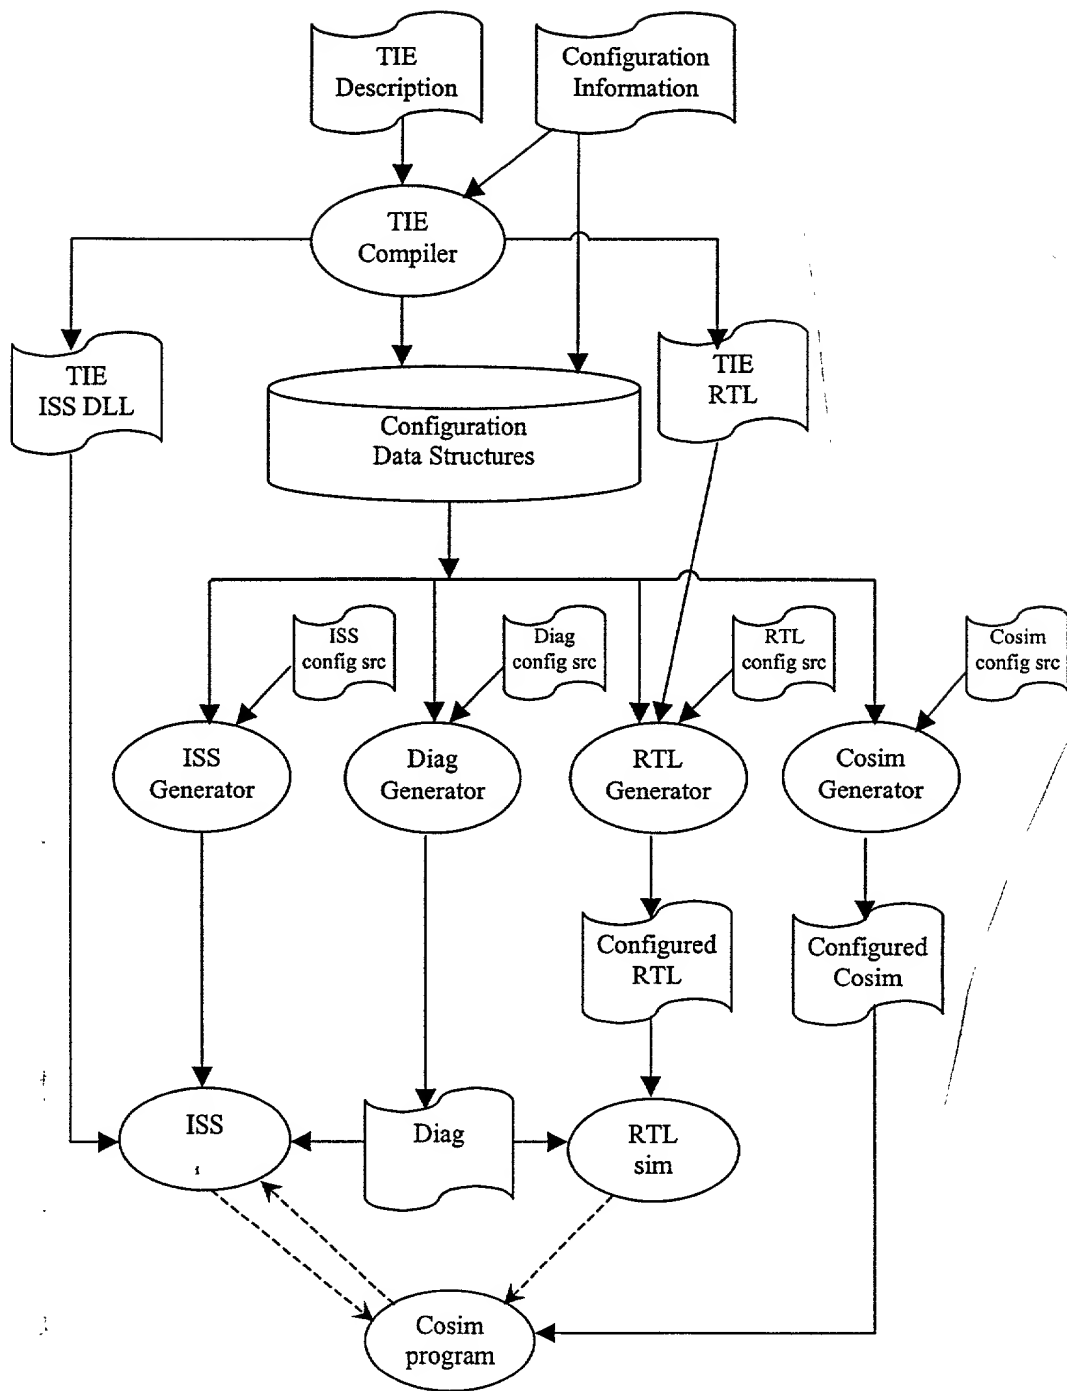 TIE
Description
Configuration
Information
TIE
Compiler
TIE
ISS DLL
TIE
RTL
Configuration
Data Structures
ISS
config src
Diag
config src
RTL
config src
Cosim
config src
ISS
Generator
Diag
Generator
RTL
Generator
Cosim
Generator
Configured
RTL
Configured
Cosim
ISS
Diag
RTL
sim
Cosim
program